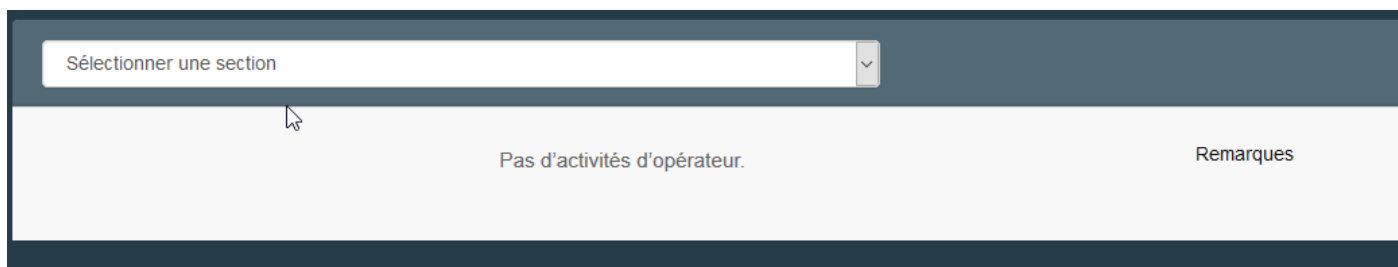 Sélectionner une section
Pas d’activités d’opérateur.
Remarques